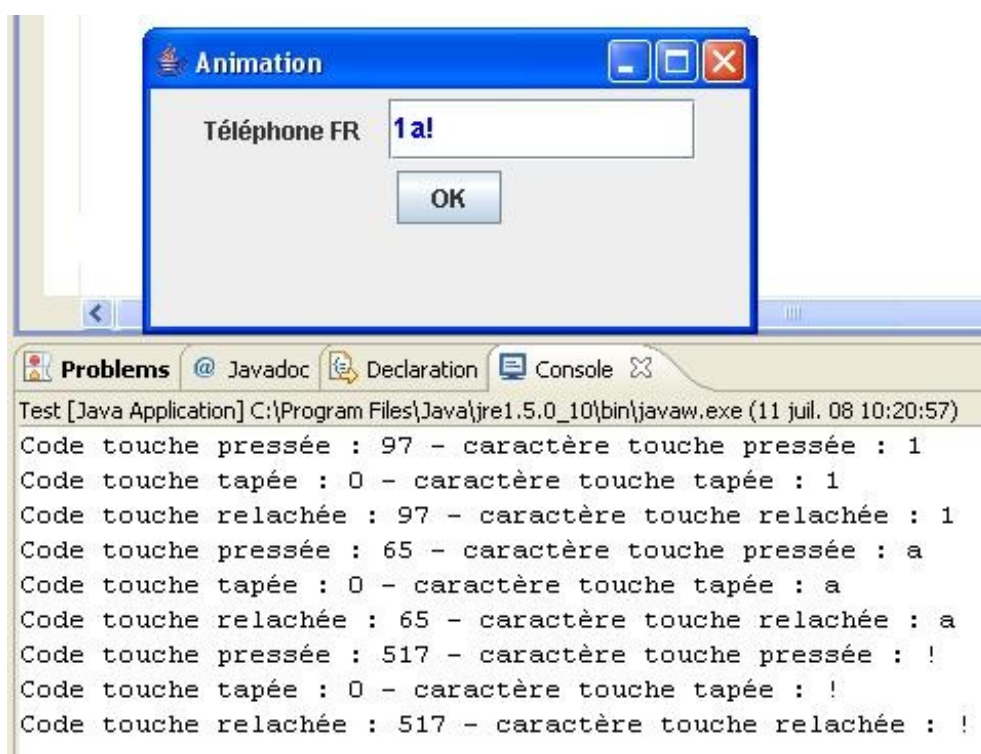 Animation
Téléphone FR 1a!
OK
Problems @ Javadoc Declaration Console
Test [Java Application] C:\Program Files\Java\jre1.5.0_10\bin\javaw.exe (11 juil. 08 10:20:57)
Code touche pressée : 97 - caractère touche pressée : 1
Code touche tapée : 0 - caractère touche tapée : 1
Code touche relachée : 97 - caractère touche relachée : 1
Code touche pressée : 65 - caractère touche pressée : a
Code touche tapée : 0 - caractère touche tapée : a
Code touche relachée : 65 - caractère touche relachée : a
Code touche pressée : 517 - caractère touche pressée : !
Code touche tapée : 0 - caractère touche tapée : !
Code touche relachée : 517 - caractère touche relachée : !